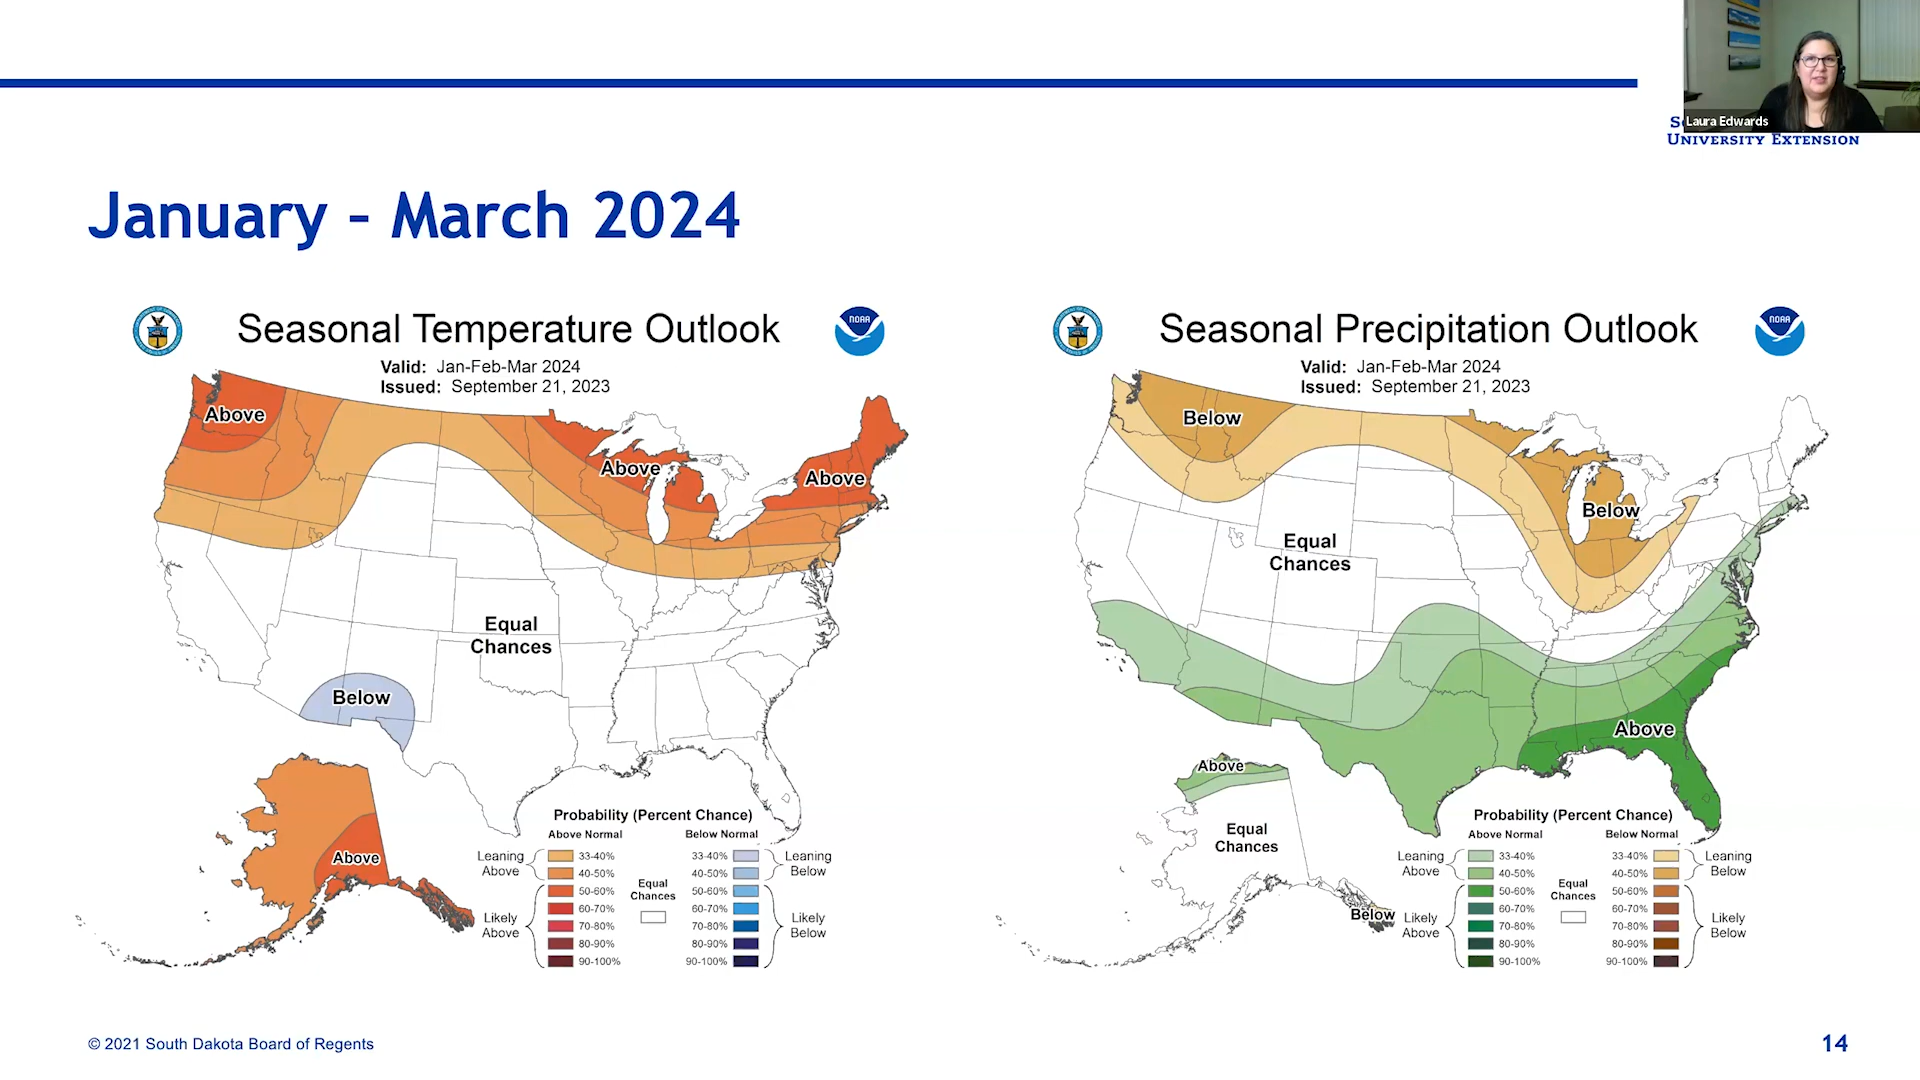 Laura Edwards
UNIVERSITY EXTENSION
January – March 2024
NOAA
Seasonal Temperature Outlook
Valid: Jan-Feb-Mar 2024
Issued: September 21, 2023
Above
Above
Above
Equal
Chances
Below
Above
Probability (Percent Chance)
Above Normal
Below Normal
Leaning
Above
33-40%
40-50%
50-60%
60-70%
70-80%
80-90%
90-100%
Likely
Above
Equal
Chances
33-40%
40-50%
50-60%
60-70%
70-80%
80-90%
90-100%
Leaning
Below
Likely
Below
NOAA
Seasonal Precipitation Outlook
Valid: Jan-Feb-Mar 2024
Issued: September 21, 2023
Below
Below
Equal
Chances
Above
Above
Equal
Chances
Below
Probability (Percent Chance)
Above Normal
Below Normal
Leaning
Above
33-40%
40-50%
50-60%
60-70%
70-80%
80-90%
90-100%
Likely
Above
Equal
Chances
33-40%
40-50%
50-60%
60-70%
70-80%
80-90%
90-100%
Leaning
Below
Likely
Below
© 2021 South Dakota Board of Regents
14